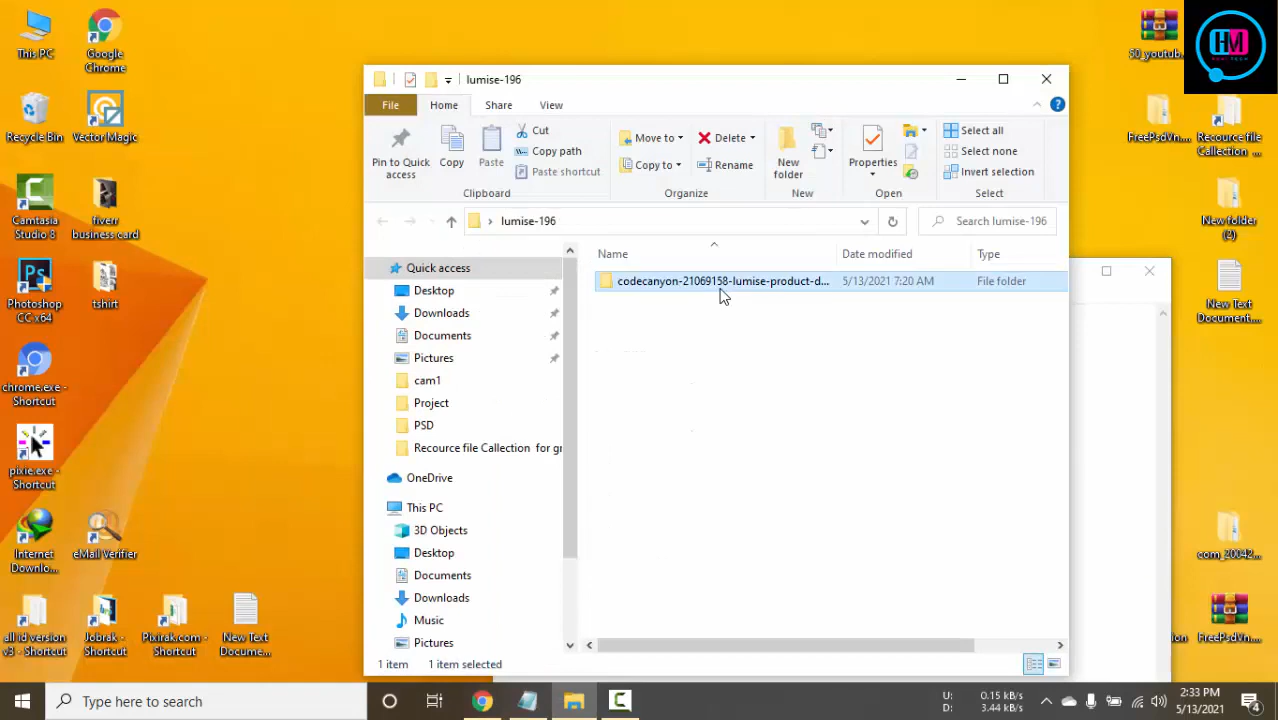 This PC
Google
Chrome
Recycle Bin
Vector Magic
Camtasia
Studio 8
fiverr
business card
Photoshop
CC x64
tshirt
chrome.exe -
Shortcut
pixie.exe -
Shortcut
Internet
Downlo...
eMail Verifier
all id version
v3 - Shortcut
Jobrak -
Shortcut
Pixirak.com -
Shortcut
New Text
Docume...
lumise-196
File
Home
Share
View
Pin to Quick
access
Copy
Paste
Cut
Copy path
Paste shortcut
Clipboard
Move to
Copy to
Delete
Rename
Organize
New
folder
New
Properties
Open
Select all
Select none
Invert selection
Select
lumise-196
Search lumise-196
Name
Date modified
Type
codecanyon-21069158-lumise-product-d...
5/13/2021 7:20 AM
File folder
Quick access
Desktop
Downloads
Documents
Pictures
cam1
Project
PSD
Recource file Callection for gr
OneDrive
This PC
3D Objects
Desktop
Documents
Downloads
Music
Pictures
1 item
1 item selected
50_youtub...
HM
FreePsdVn....
Recource file
Collection ...
New folder
(2)
New Text
Document....
com_20042...
FreePsdVn....
Type here to search
U:
0.15 kB/s
D:
3.44 kB/s
2:33 PM
5/13/2021
4